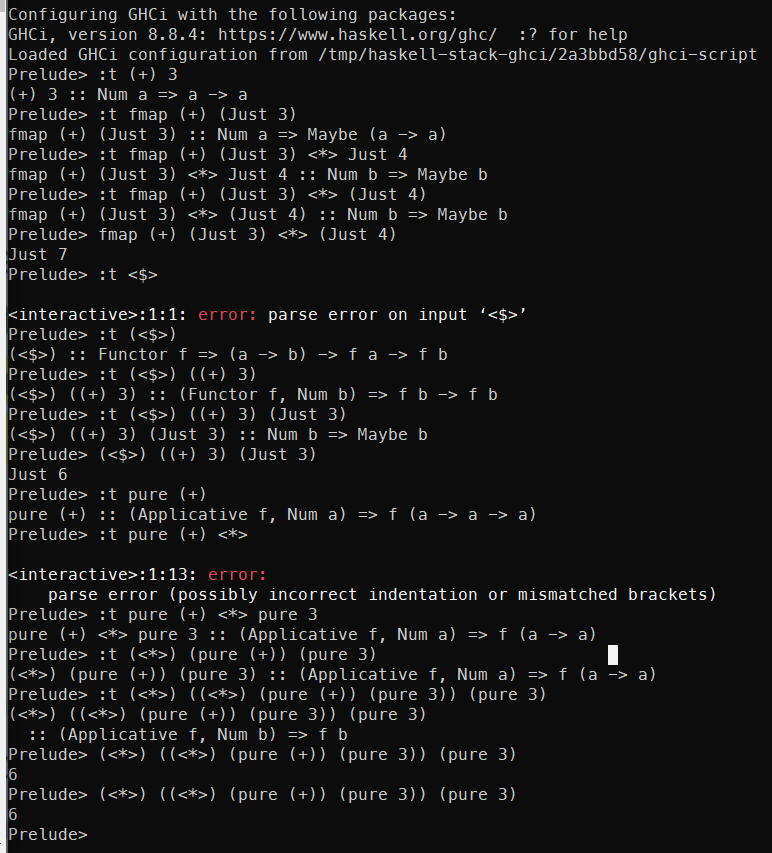 Configuring GHCi with the following packages:
GHCi, version 8.8.4: https://www.haskell.org/ghc/  :? for help
Loaded GHCi configuration from /tmp/haskell-stack-ghci/2a3bbd58/ghci-script
Prelude> :t (+) 3
(+) 3 :: Num a => a -> a
Prelude> :t fmap (+) (Just 3)
fmap (+) (Just 3) :: Num a => Maybe (a -> a)
Prelude> :t fmap (+) (Just 3) <*> Just 4
fmap (+) (Just 3) <*> Just 4 :: Num b => Maybe b
Prelude> :t fmap (+) (Just 3) <*> (Just 4)
fmap (+) (Just 3) <*> (Just 4) :: Num b => Maybe b
Prelude> fmap (+) (Just 3) <*> (Just 4)
Just 7
Prelude> :t <$>

<interactive>:1:1: error: parse error on input ‘<$>’
Prelude> :t (<$>)
(<$>) :: Functor f => (a -> b) -> f a -> f b
Prelude> :t (<$>) ((+) 3)
(<$>) ((+) 3) :: (Functor f, Num b) => f b -> f b
Prelude> :t (<$>) ((+) 3) (Just 3)
(<$>) ((+) 3) (Just 3) :: Num b => Maybe b
Prelude> (<$>) ((+) 3) (Just 3)
Just 6
Prelude> :t pure (+)
pure (+) :: (Applicative f, Num a) => f (a -> a -> a)
Prelude> :t pure (+) <*>

<interactive>:1:13: error:
    parse error (possibly incorrect indentation or mismatched brackets)
Prelude> :t pure (+) <*> pure 3
pure (+) <*> pure 3 :: (Applicative f, Num a) => f (a -> a)
Prelude> :t (<*>) (pure (+)) (pure 3)
(<*>) (pure (+)) (pure 3) :: (Applicative f, Num a) => f (a -> a)
Prelude> :t (<*>) ((<*>) (pure (+)) (pure 3)) (pure 3)
(<*>) ((<*>) (pure (+)) (pure 3)) (pure 3)
  :: (Applicative f, Num b) => f b
Prelude> (<*>) ((<*>) (pure (+)) (pure 3)) (pure 3)
6
Prelude> (<*>) ((<*>) (pure (+)) (pure 3)) (pure 3)
6
Prelude>